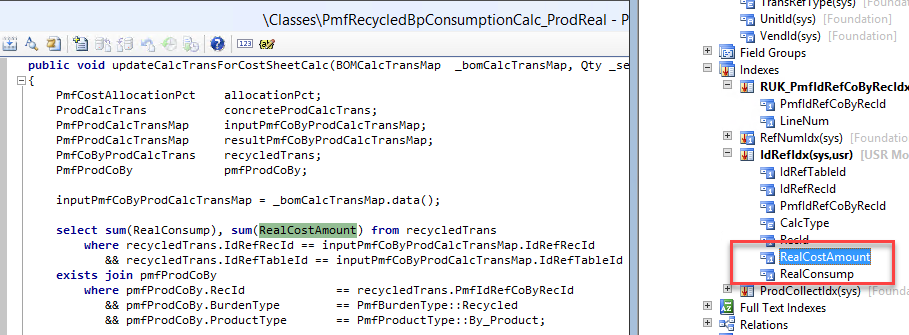 \Classes\PmfRecycledBpConsumptionCalc_ProdReal - P
public void updateCalcTransForCostSheetCalc(BOMCalcTransMap _bomCalcTransMap, Qty _se
{
PmfCostAllocationPct allocationPct;
ProdCalcTrans concreteProdCalcTrans;
PmfProdCalcTransMap inputPmfCoByProdCalcTransMap;
PmfProdCalcTransMap resultPmfCoByProdCalcTransMap;
PmfCoByProdCalcTrans recycledTrans;
PmfProdCoBy pmfProdCoBy;
inputPmfCoByProdCalcTransMap = _bomCalcTransMap.data();
select sum(RealConsump), sum(RealCostAmount) from recycledTrans
where recycledTrans.IdRefRecId == inputPmfCoByProdCalcTransMap.IdRefRecId
&& recycledTrans.IdRefTableId == inputPmfCoByProdCalcTransMap.IdRefTableId
exists join pmfProdCoBy
where pmfProdCoBy.RecId == recycledTrans.PmfIdRefCoByRecId
&& pmfProdCoBy.BurdenType == PmfBurdenType::Recycled
&& pmfProdCoBy.ProductType == PmfProductType::By_Product;
TransRefType(sys) [Foundation]
UnitId(sys) [Foundation]
VendId(sys) [Foundation]
Field Groups
Indexes
RUK_PmfIdRefCoByRecIdx
PmfIdRefCoByRecId
LineNum
RefNumIdx(sys) [Foundatio
IdRefIdx(sys,usr) [USR Mo
IdRefTableId
IdRefRecId
PmfIdRefCoByRecId
CalcType
RecId
RealCostAmount
RealConsump
ProdCollectIdx(sys) [Founda
Full Text Indexes
Relations